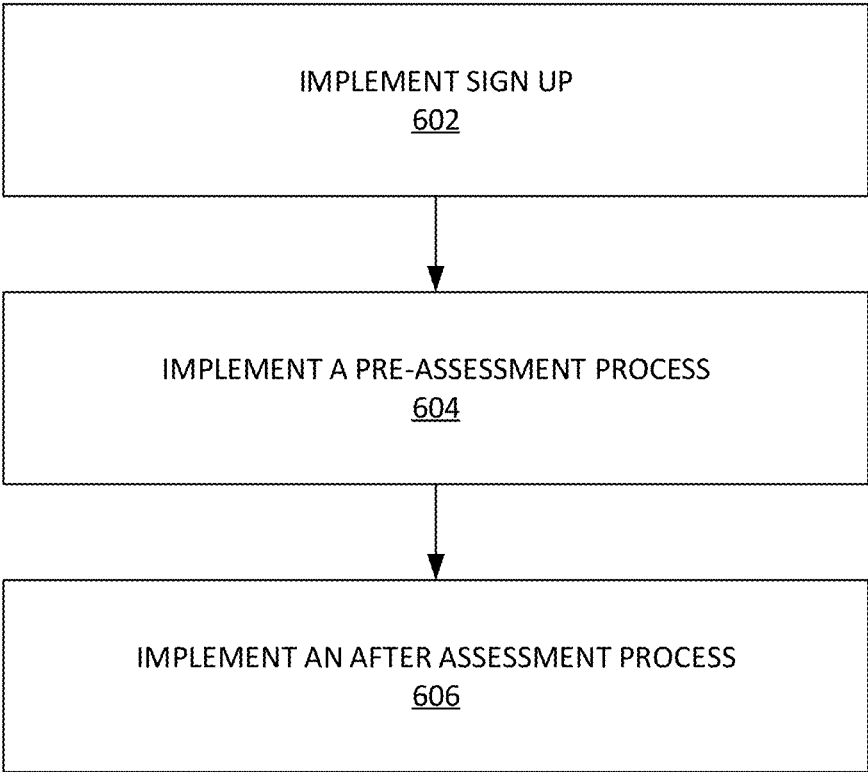 IMPLEMENT SIGN UP
602
IMPLEMENT A PRE-ASSESSMENT PROCESS
604
IMPLEMENT AN AFTER ASSESSMENT PROCESS
606